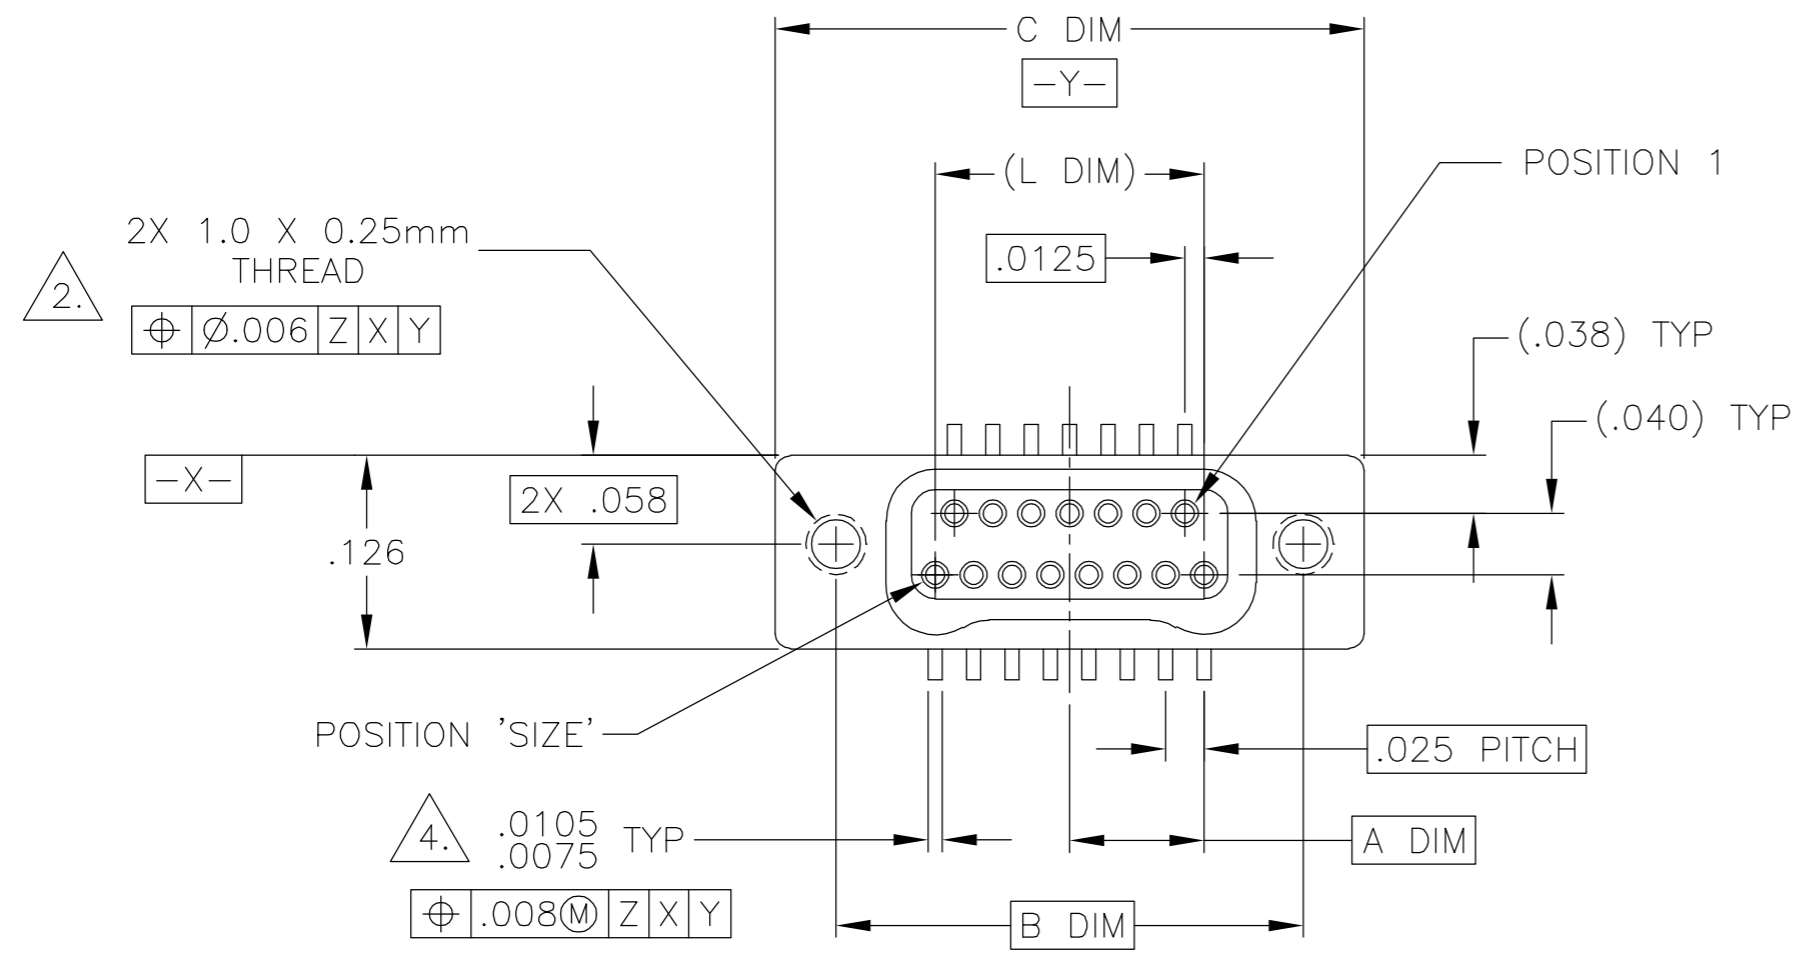 C DIM
-Y-
(L DIM)
POSITION 1
2X 1.0 X 0.25mm
THREAD
2.
⌖ Ø.006 Z X Y
.0125
(.038) TYP
(.040) TYP
-X-
2X .058
.126
POSITION 'SIZE'
.025 PITCH
4.
.0105
.0075
TYP
A DIM
⌖ .008Ⓜ Z X Y
B DIM